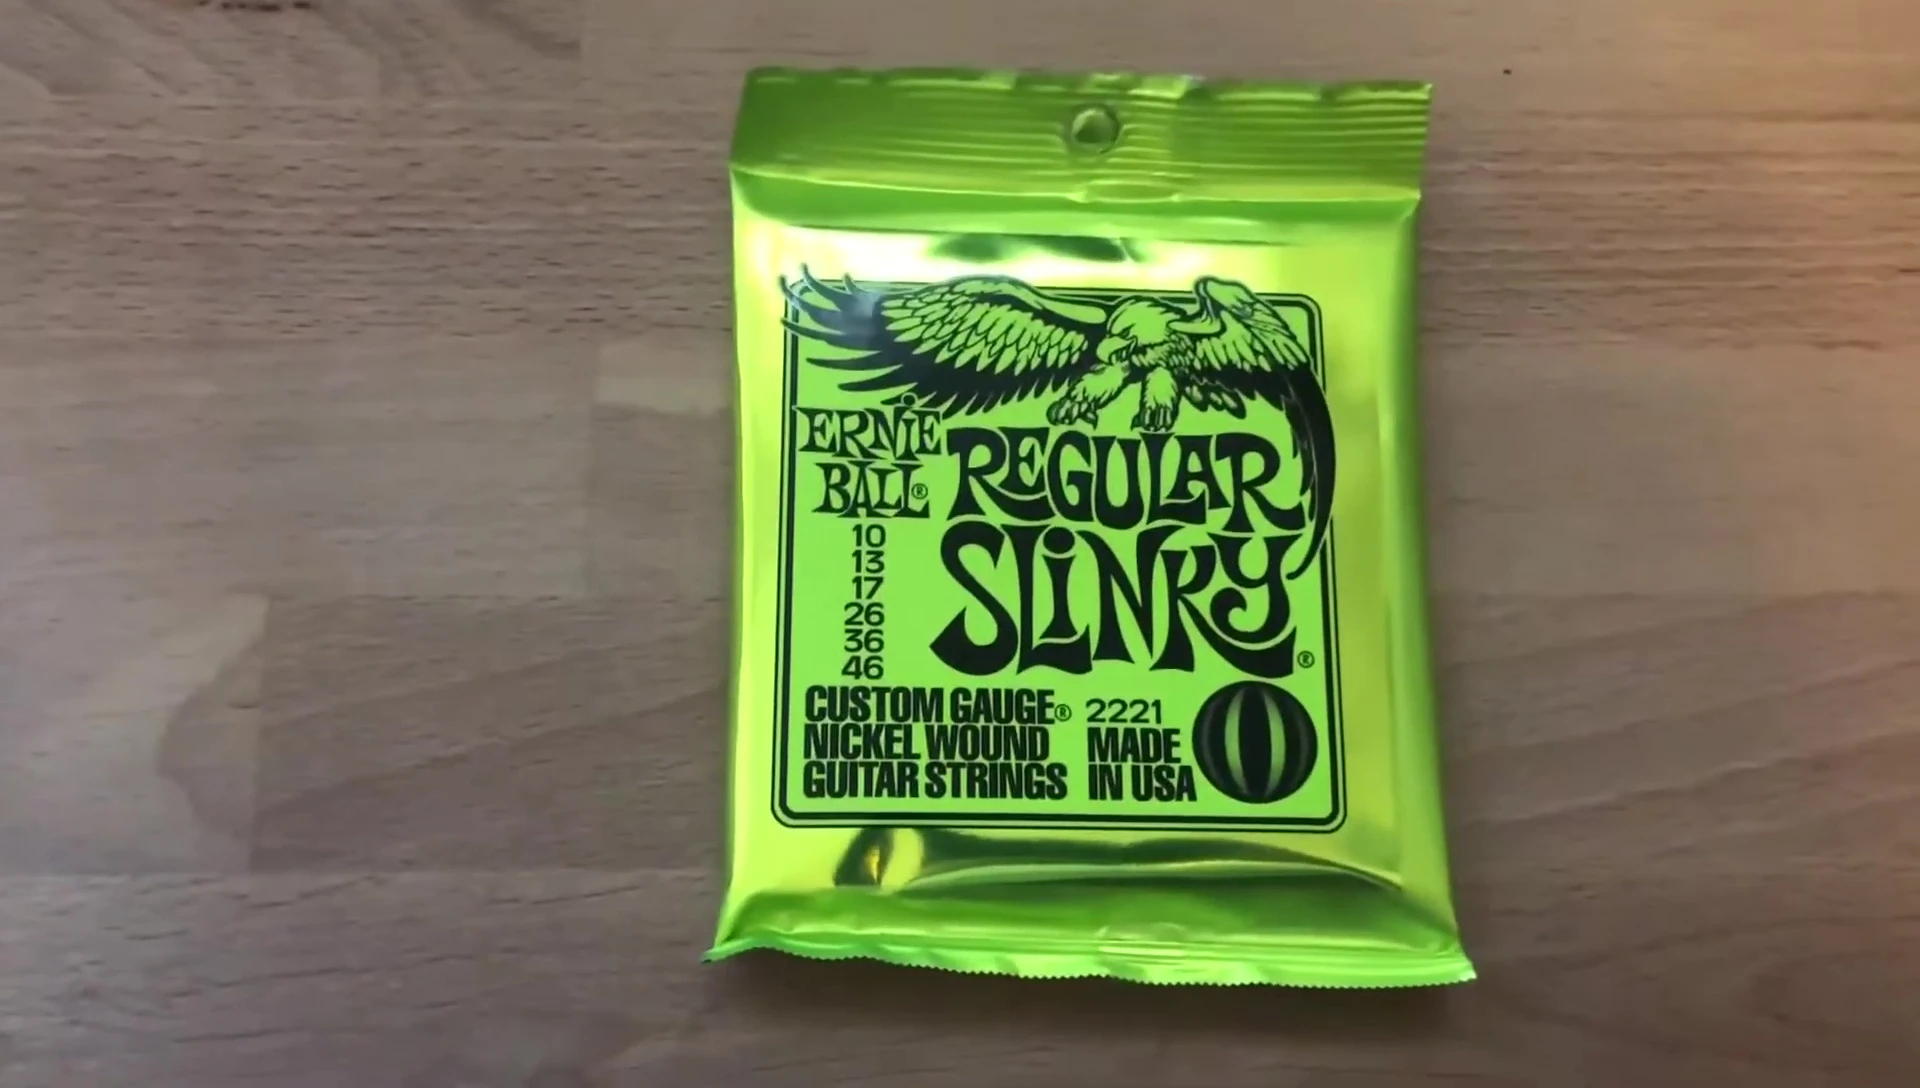 ERNIE
BALL®
REGULAR
SLINKY®
10
13
17
26
36
46
CUSTOM GAUGE®
NICKEL WOUND
GUITAR STRINGS
2221
MADE
IN USA